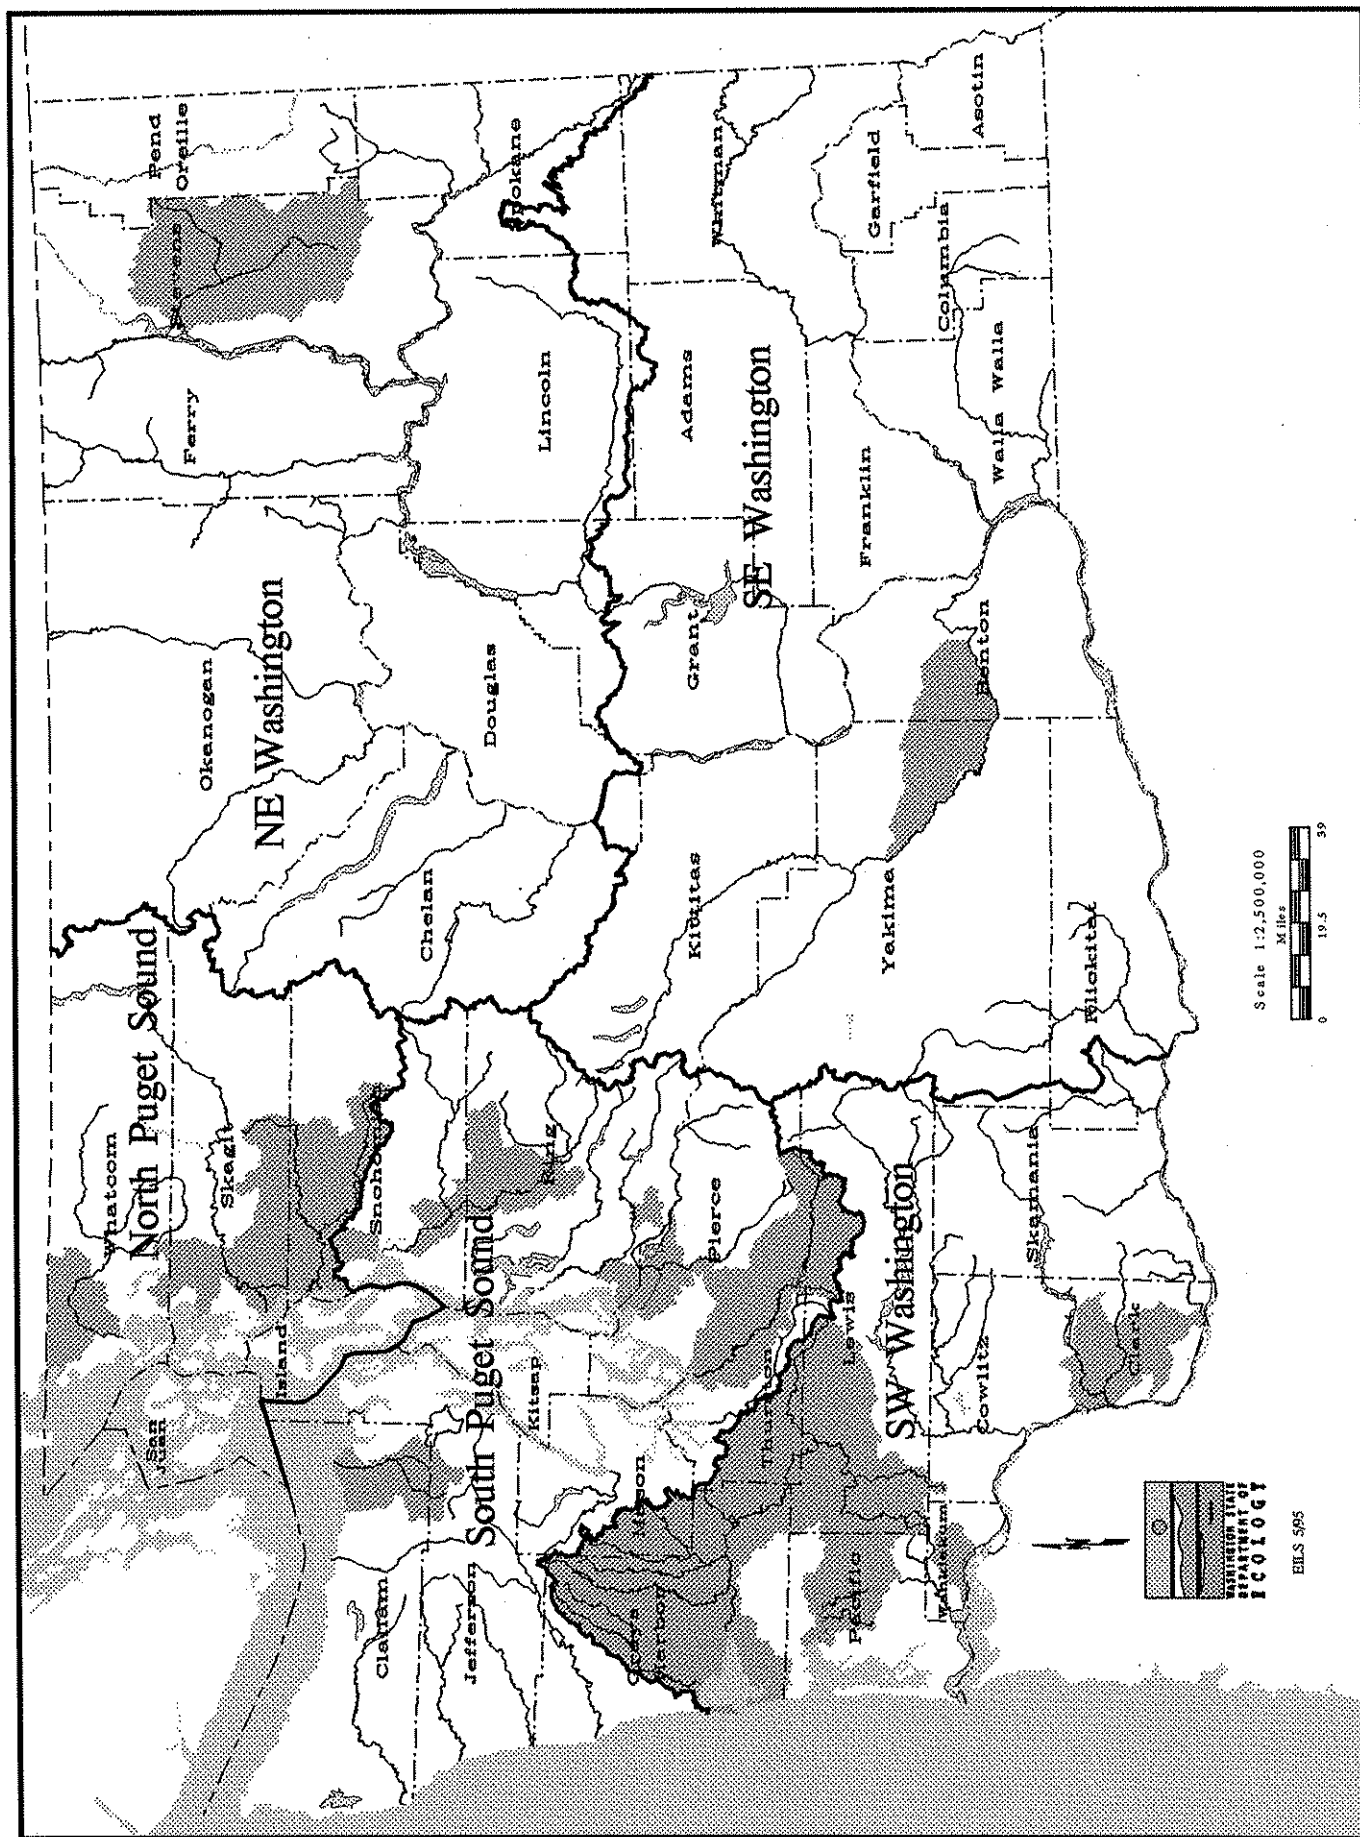 Whatcom
North Puget Sound
Skagit
San
Juan
Island
Snohomish
Okanogan
NE Washington
Ferry
Stevens
Pend
Oreille
Chelan
Douglas
Lincoln
Spokane
Clallam
Jefferson
South Puget Sound
Kitsap
King
Mason
Grays
Harbor
Pierce
Thurston
Kittitas
Grant
Adams
SE Washington
Whitman
Pacific
Lewis
SW Washington
Wahkiakum
Cowlitz
Yakima
Benton
Franklin
Garfield
Columbia
Walla Walla
Asotin
Skamania
Clark
Klickitat
WASHINGTON STATE
DEPARTMENT OF
ECOLOGY
EILS 5/95
Scale 1:2,500,000
Miles
0 19.5 39